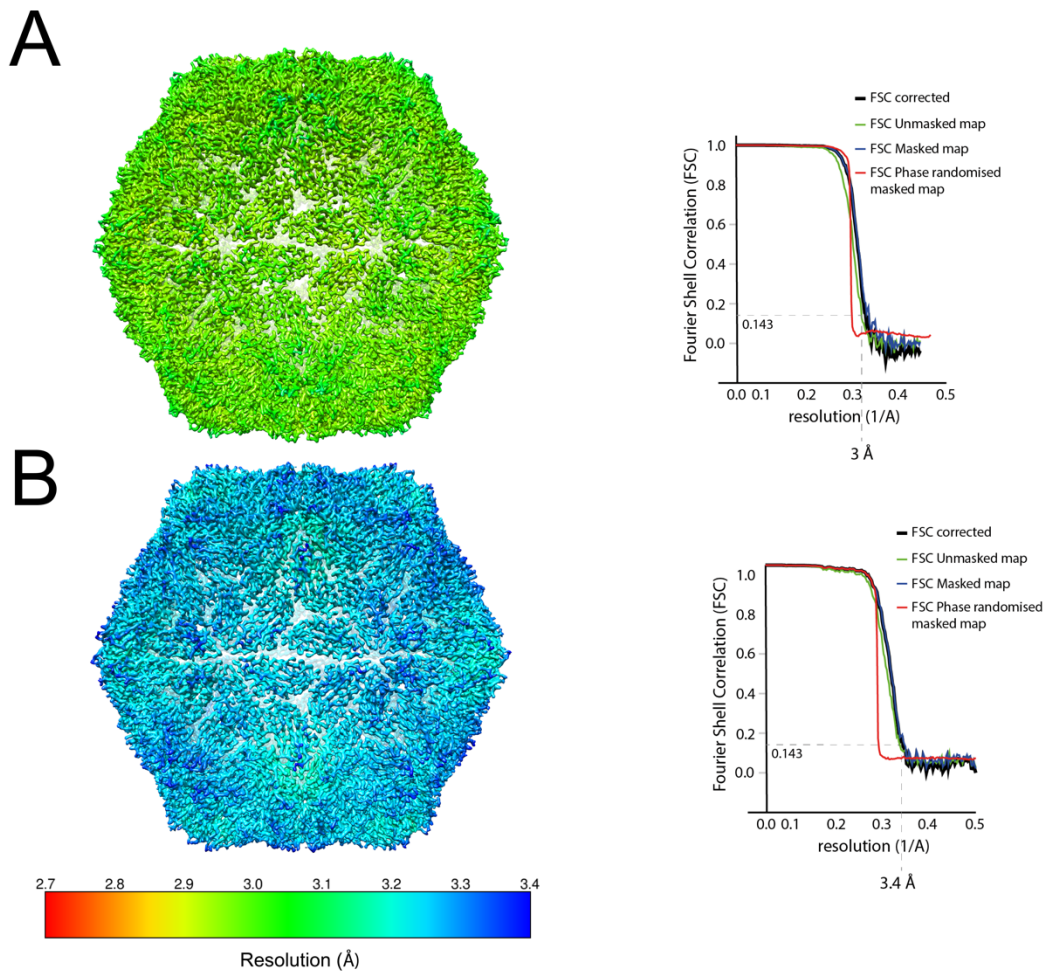 A
FSC corrected
FSC Unmasked map
FSC Masked map
FSC Phase randomised
masked map
Fourier Shell Correlation (FSC)
1.0
0.8
0.6
0.4
0.2
0.143
0.0
0.0 0.1 0.2 0.3 0.4 0.5
resolution (1/A)
3 Å
B
FSC corrected
FSC Unmasked map
FSC Masked map
FSC Phase randomised
masked map
Fourier Shell Correlation (FSC)
1.0
0.8
0.6
0.4
0.2
0.143
0.0
0.0 0.1 0.2 0.3 0.4 0.5
resolution (1/A)
3.4 Å
2.7 2.8 2.9 3.0 3.1 3.2 3.3 3.4
Resolution (Å)